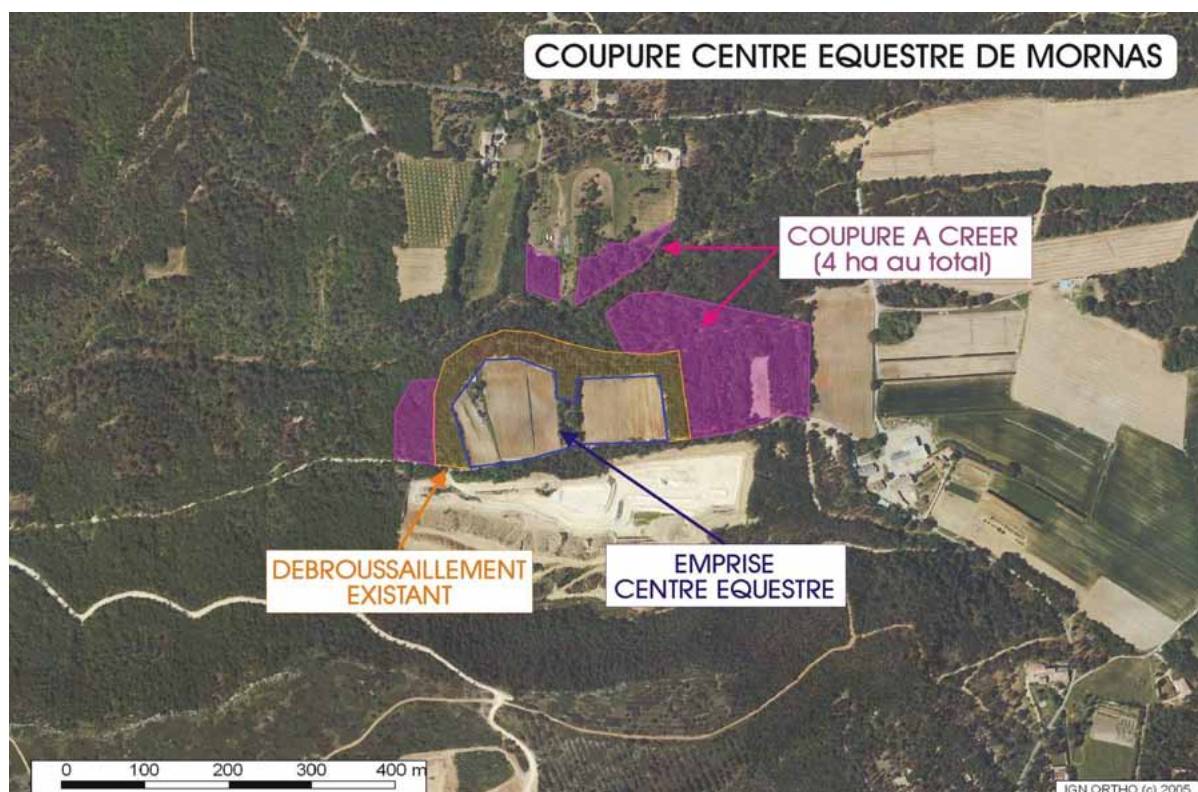 COUPURE CENTRE EQUESTRE DE MORNAS
COUPURE A CREER
(4 ha au total)
DEBROUSSAILLEMENT
EXISTANT
EMPRISE
CENTRE EQUESTRE
0 100 200 300 400 m
IGN ORTHO (c) 2005